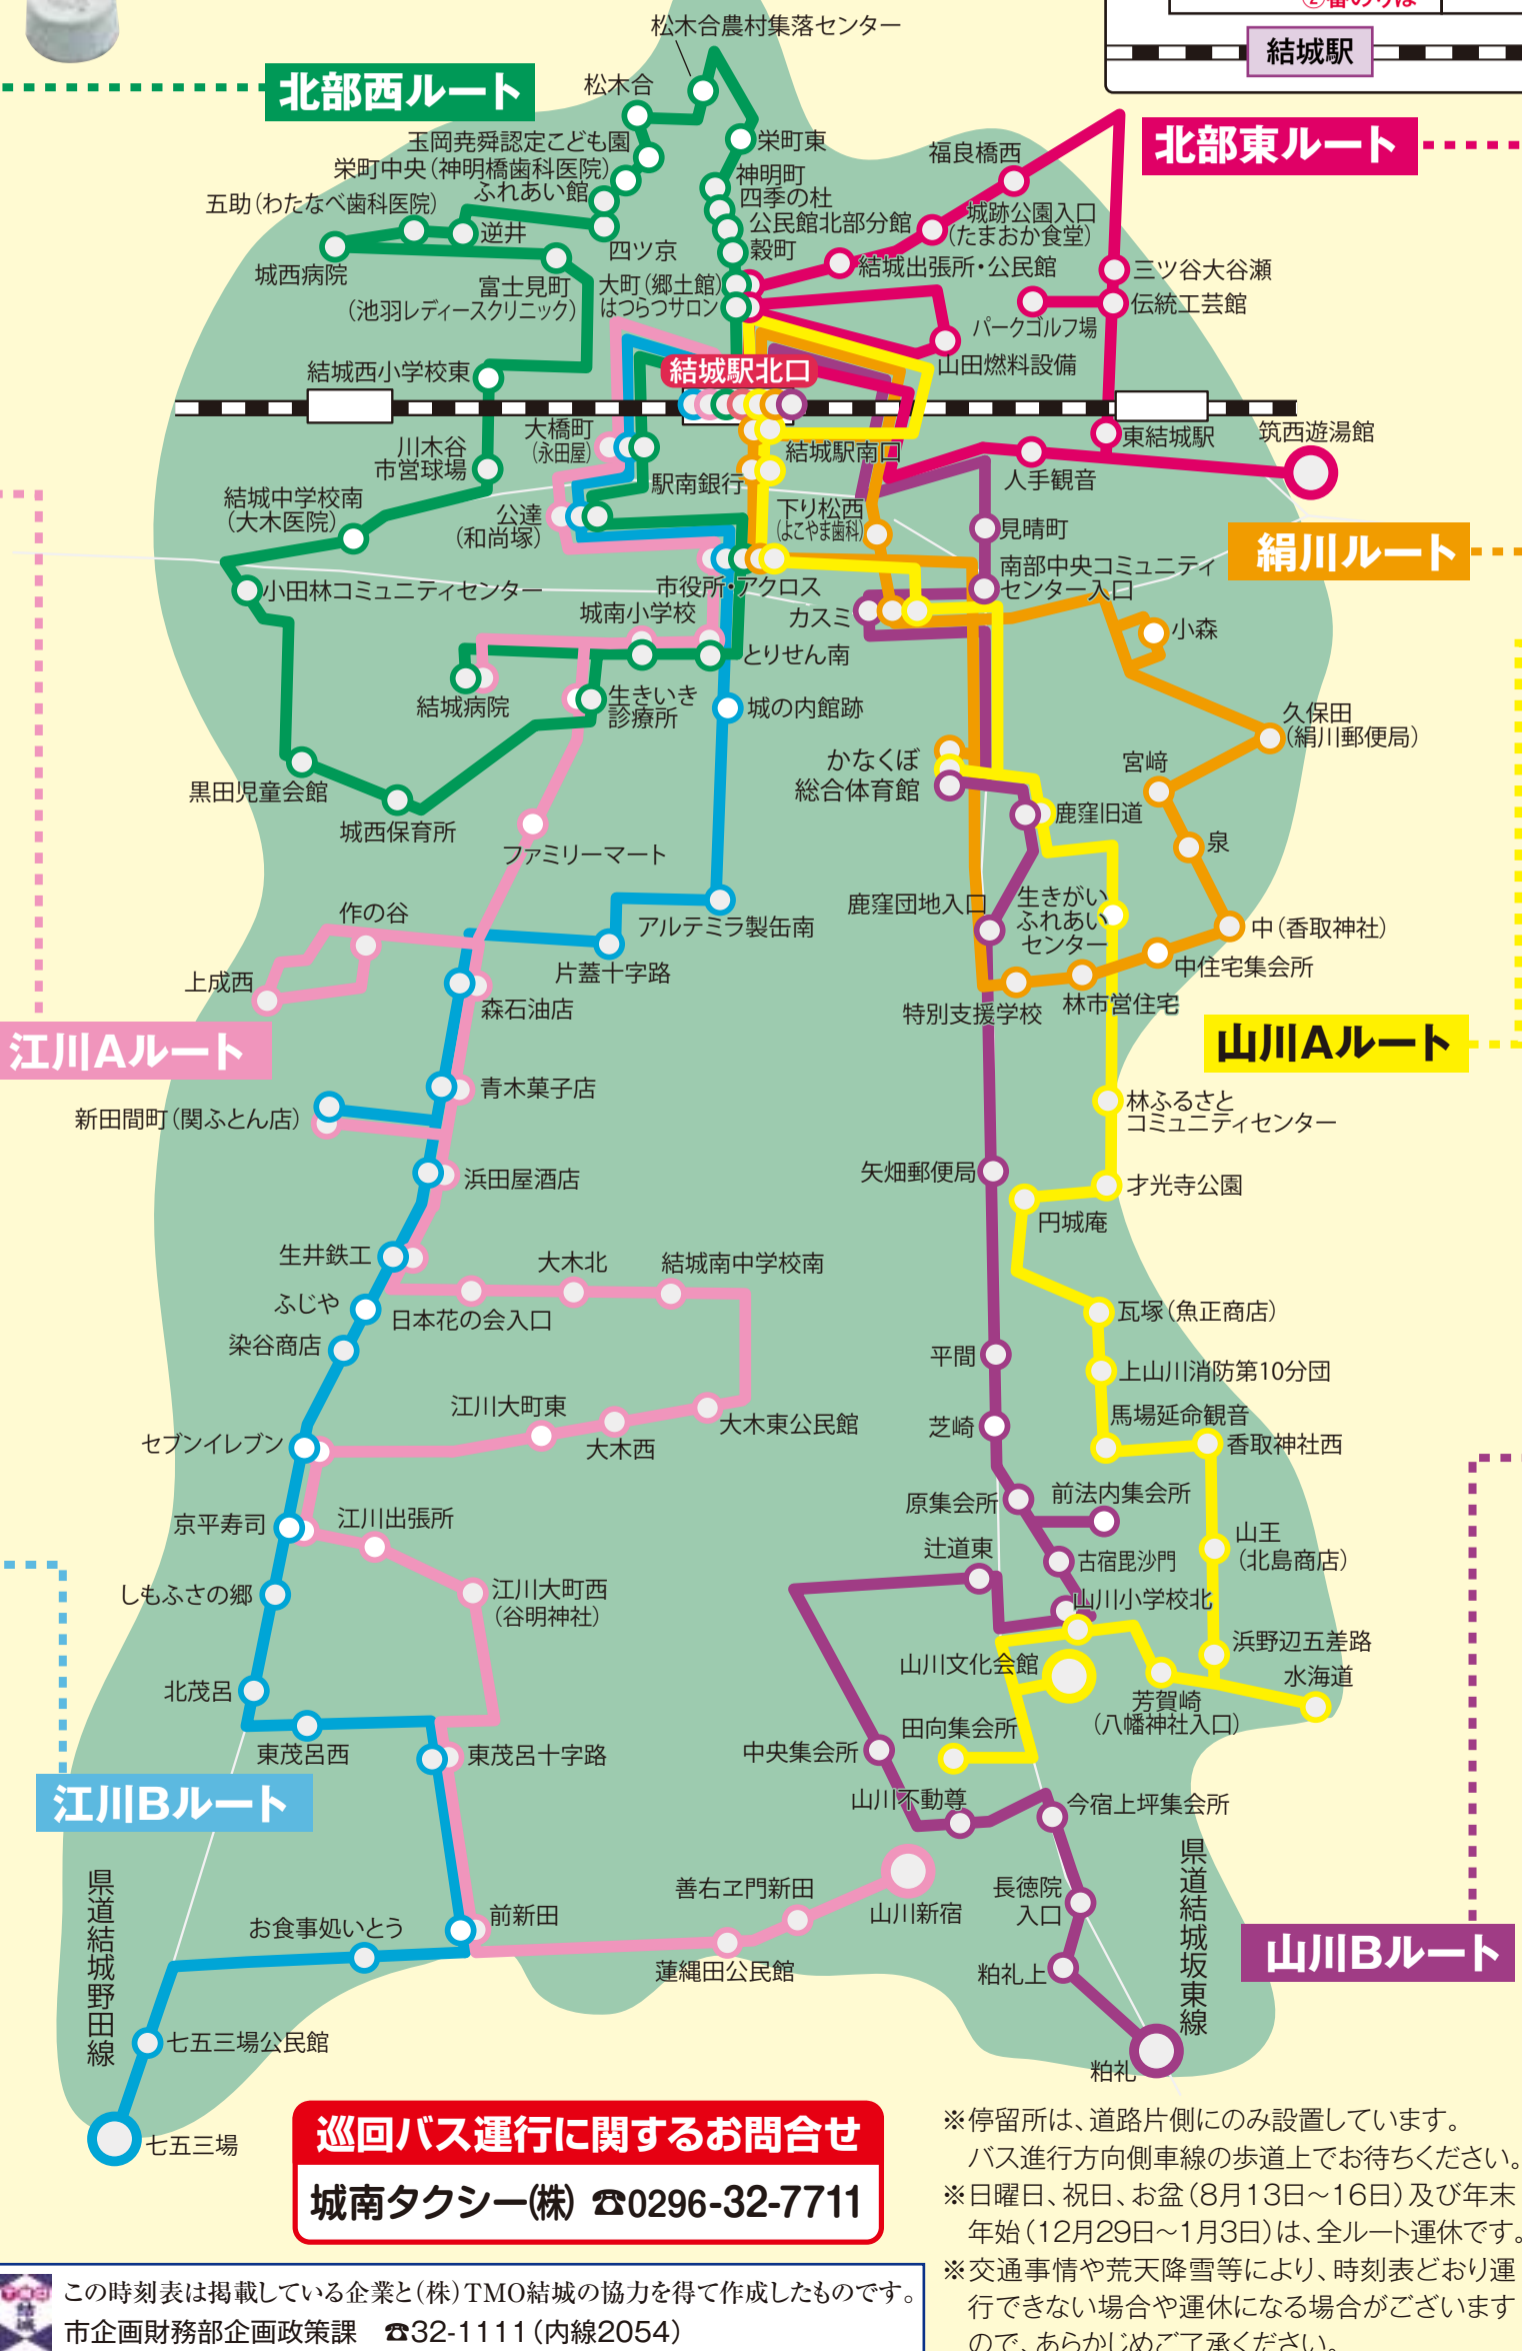 ②番のりば
結城駅
松木合農村集落センター
北部西ルート
松木合
北部東ルート
玉岡尭舜認定こども園
栄町東
栄町中央(神明橋歯科医院)
神明町
福良橋西
ふれあい館
四季の杜
五助(わたなべ歯科医院)
公民館北部分館
城跡公園入口
(たまおか食堂)
逆井
四ツ京
穀町
結城出張所・公民館
城西病院
富士見町
(池羽レディースクリニック)
大町(郷土館)
はつらつサロン
三ツ谷大谷瀬
伝統工芸館
パークゴルフ場
山田燃料設備
結城西小学校東
結城駅北口
川木谷
市営球場
大橋町
(永田屋)
結城駅南口
東結城駅
筑西遊湯館
駅南銀行
人手観音
結城中学校南
(大木医院)
公達
(和尚塚)
下り松西
(よこやま歯科)
見晴町
絹川ルート
小田林コミュニティセンター
市役所・アクロス
南部中央コミュニティ
センター入口
城南小学校
カスミ
小森
とりせん南
結城病院
生きいき
診療所
城の内館跡
久保田
(絹川郵便局)
かなくぼ
総合体育館
宮﨑
黒田児童会館
鹿窪旧道
城西保育所
泉
ファミリーマート
作の谷
アルテミラ製缶南
鹿窪団地入口
生きがい
ふれあい
センター
中(香取神社)
片蓋十字路
中住宅集会所
上成西
森石油店
特別支援学校
林市営住宅
江川Aルート
山川Aルート
青木菓子店
新田間町(関ふとん店)
林ふるさと
コミュニティセンター
浜田屋酒店
矢畑郵便局
才光寺公園
円城庵
生井鉄工
大木北
結城南中学校南
ふじや
日本花の会入口
瓦塚(魚正商店)
染谷商店
平間
上山川消防第10分団
江川大町東
大木東公民館
馬場延命観音
芝崎
セブンイレブン
大木西
香取神社西
原集会所
前法内集会所
京平寿司
江川出張所
山王
(北島商店)
辻道東
古宿毘沙門
しもふさの郷
江川大町西
(谷明神社)
山川小学校北
浜野辺五差路
山川文化会館
水海道
北茂呂
芳賀崎
(八幡神社入口)
東茂呂西
東茂呂十字路
中央集会所
田向集会所
江川Bルート
山川不動尊
今宿上坪集会所
県道結城野田線
県道結城坂東線
善右ヱ門新田
長徳院
入口
お食事処いとう
前新田
山川新宿
山川Bルート
蓮縄田公民館
粕礼上
七五三場公民館
粕礼
七五三場
巡回バス運行に関するお問合せ
城南タクシー㈱ ☎0296-32-7711
※停留所は、道路片側にのみ設置しています。
バス進行方向側車線の歩道上でお待ちください。
※日曜日、祝日、お盆(8月13日～16日)及び年末
年始(12月29日～1月3日)は、全ルート運休です。
※交通事情や荒天降雪等により、時刻表どおり運
行できない場合や運休になる場合がございます
ので、あらかじめご了承ください。
この時刻表は掲載している企業と(株)TMO結城の協力を得て作成したものです。
市企画財務部企画政策課 ☎32-1111(内線2054)